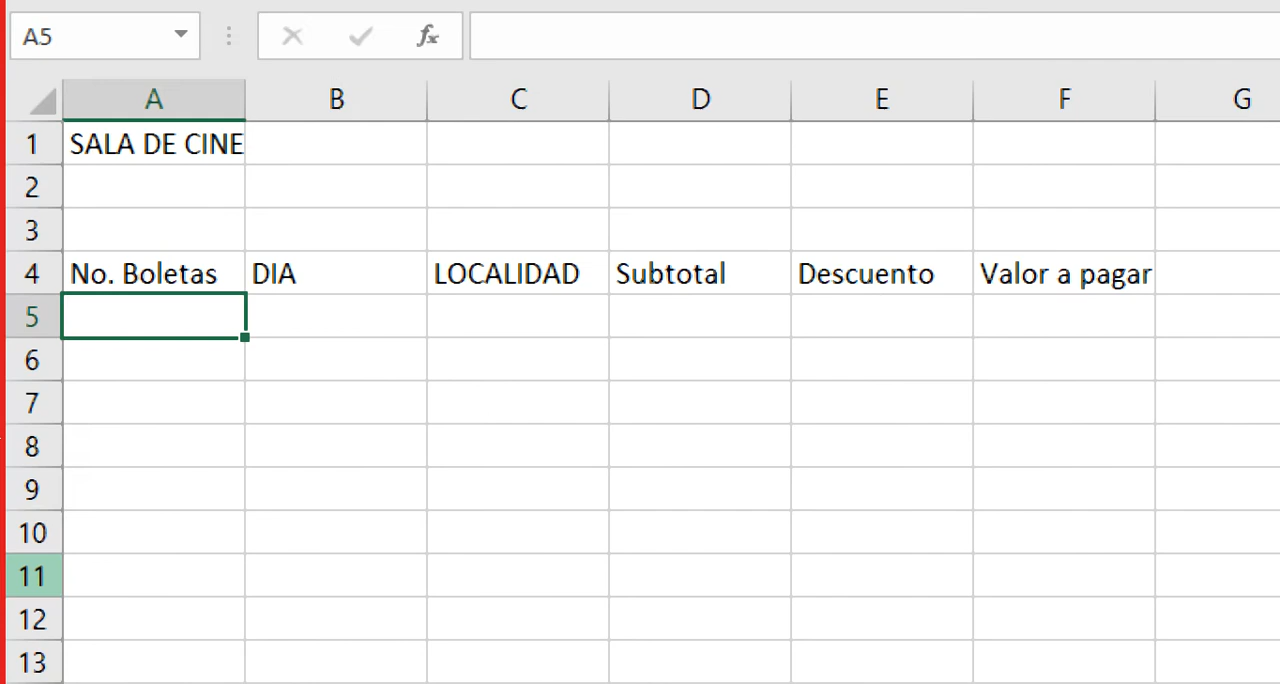 A5 fx
A B C D E F G
1 SALA DE CINE
2
3
4 No. Boletas DIA LOCALIDAD Subtotal Descuento Valor a pagar
5
6
7
8
9
10
11
12
13